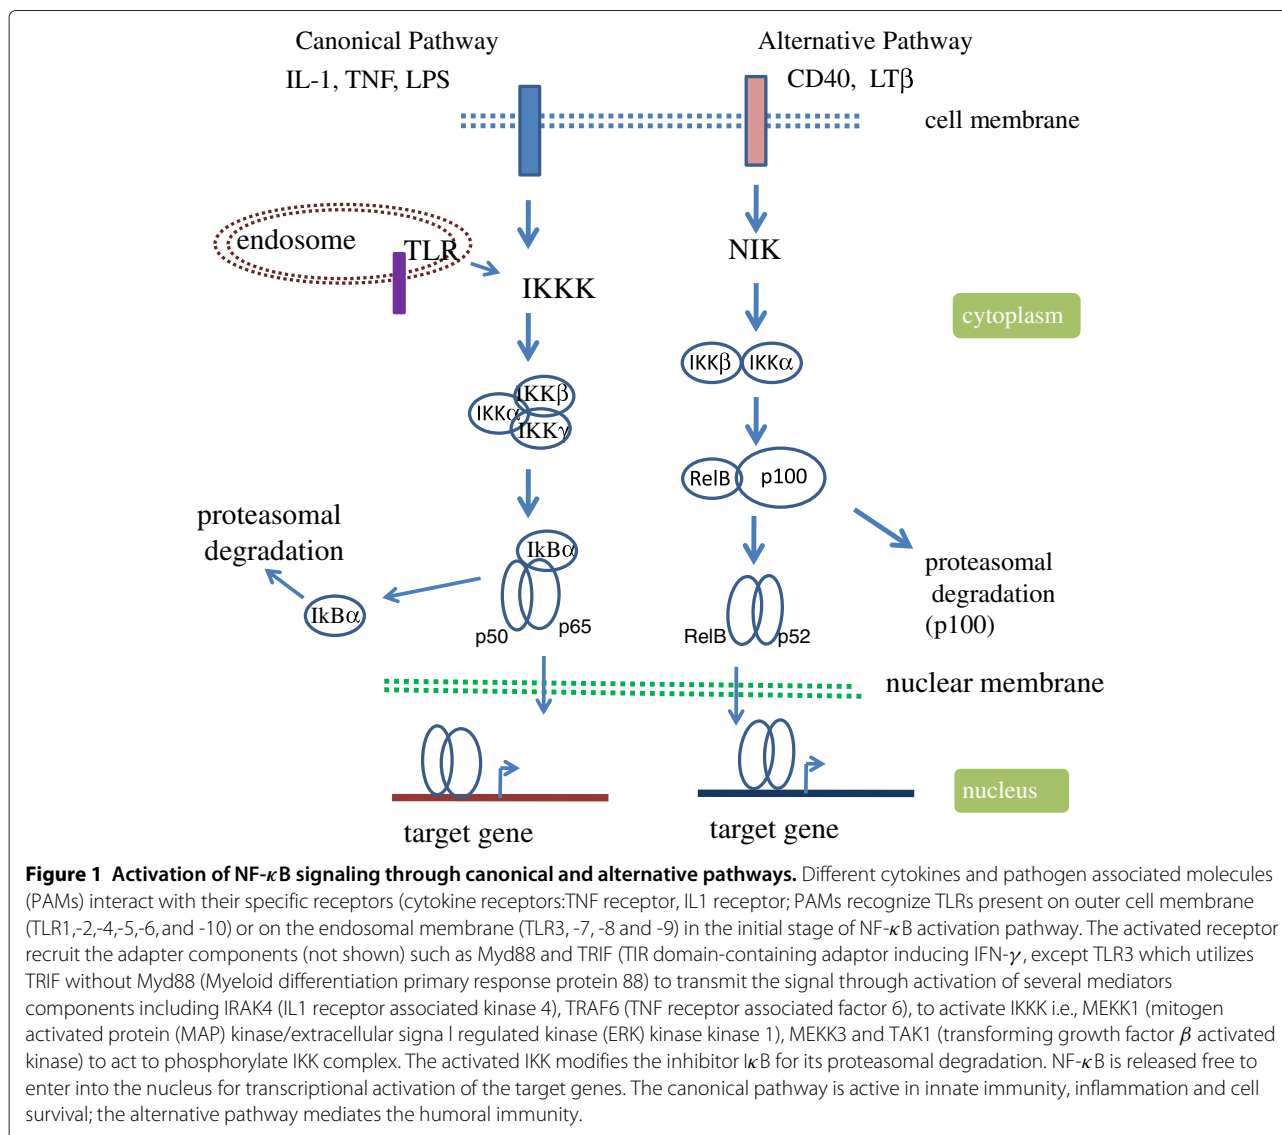 Canonical Pathway
IL-1, TNF, LPS
Alternative Pathway
CD40, LTβ
cell membrane
endosome
TLR
IKKK
NIK
cytoplasm
IKKβ
IKKα
IKKγ
IKKβ
IKKα
RelB
p100
proteasomal
degradation
IkBα
IkBα
p50
p65
RelB
p52
proteasomal
degradation
(p100)
nuclear membrane
target gene
target gene
nucleus
Figure 1 Activation of NF-κB signaling through canonical and alternative pathways. Different cytokines and pathogen associated molecules
(PAMs) interact with their specific receptors (cytokine receptors:TNF receptor, IL1 receptor; PAMs recognize TLRs present on outer cell membrane
(TLR1,-2,-4,-5,-6, and -10) or on the endosomal membrane (TLR3, -7, -8 and -9) in the initial stage of NF-κB activation pathway. The activated receptor
recruit the adapter components (not shown) such as Myd88 and TRIF (TIR domain-containing adaptor inducing IFN-γ, except TLR3 which utilizes
TRIF without Myd88 (Myeloid differentiation primary response protein 88) to transmit the signal through activation of several mediators
components including IRAK4 (IL1 receptor associated kinase 4), TRAF6 (TNF receptor associated factor 6), to activate IKKK i.e., MEKK1 (mitogen
activated protein (MAP) kinase/extracellular signa l regulated kinase (ERK) kinase kinase 1), MEKK3 and TAK1 (transforming growth factor β activated
kinase) to act to phosphorylate IKK complex. The activated IKK modifies the inhibitor IκB for its proteasomal degradation. NF-κB is released free to
enter into the nucleus for transcriptional activation of the target genes. The canonical pathway is active in innate immunity, inflammation and cell
survival; the alternative pathway mediates the humoral immunity.